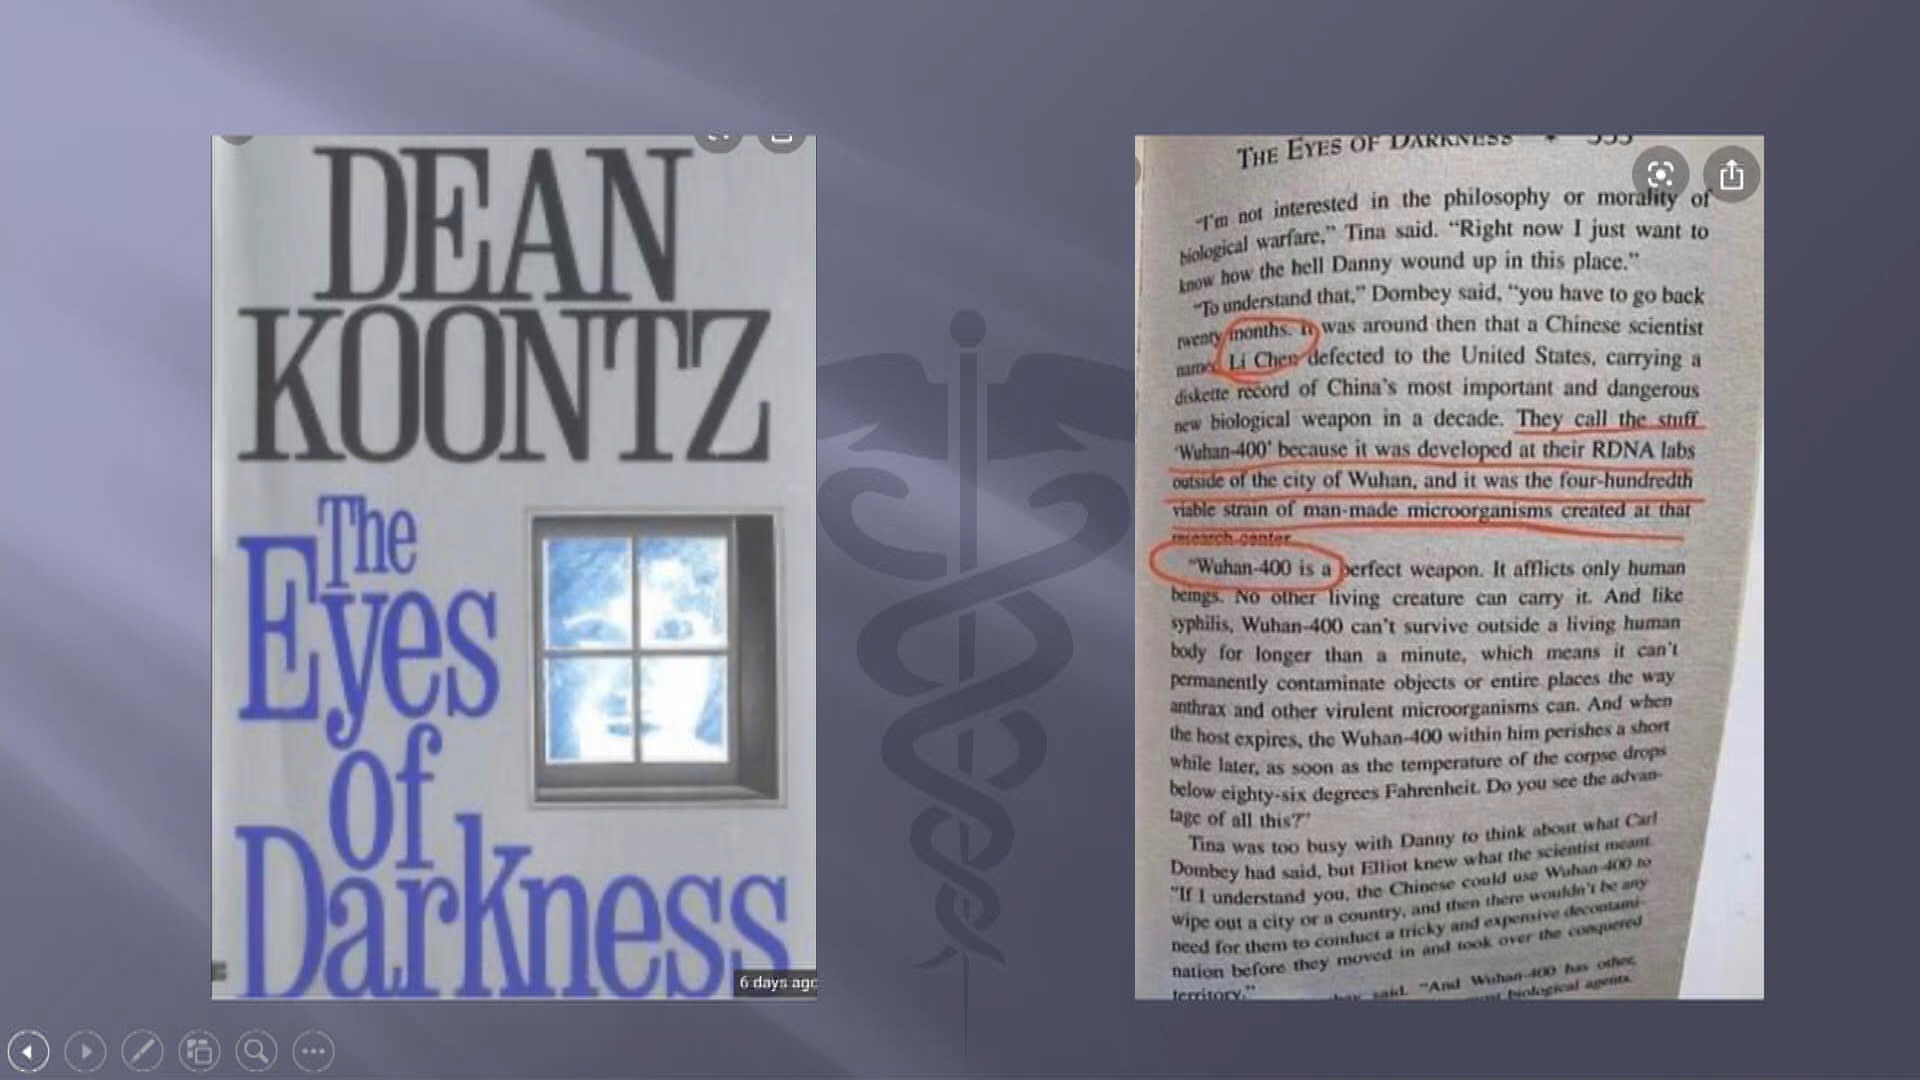 DEAN
KOONTZ
The
Eyes
of
Darkness
6 days ago
THE EYES OF DARKNESS
"I'm not interested in the philosophy or morality of
biological warfare," Tina said. "Right now I just want to
know how the hell Danny wound up in this place."
"To understand that," Dombey said, "you have to go back
twenty months. It was around then that a Chinese scientist
named Li Chen defected to the United States, carrying a
diskette record of China's most important and dangerous
new biological weapon in a decade. They call the stuff
'Wuhan-400' because it was developed at their RDNA labs
outside of the city of Wuhan, and it was the four-hundredth
viable strain of man-made microorganisms created at that
research center.
"Wuhan-400 is a perfect weapon. It afflicts only human
beings. No other living creature can carry it. And like
syphilis, Wuhan-400 can't survive outside a living human
body for longer than a minute, which means it can't
permanently contaminate objects or entire places the way
anthrax and other virulent microorganisms can. And when
the host expires, the Wuhan-400 within him perishes a short
while later, as soon as the temperature of the corpse drops
below eighty-six degrees Fahrenheit. Do you see the advan-
tage of all this?"
Tina was too busy with Danny to think about what Carl
Dombey had said, but Elliot knew what the scientist meant.
"If I understand you, the Chinese could use Wuhan-400 to
wipe out a city or a country, and then there wouldn't be any
need for them to conduct a tricky and expensive decontami-
nation before they moved in and took over the conquered
territory."
said. "And Wuhan-400 has other,
biological agents.